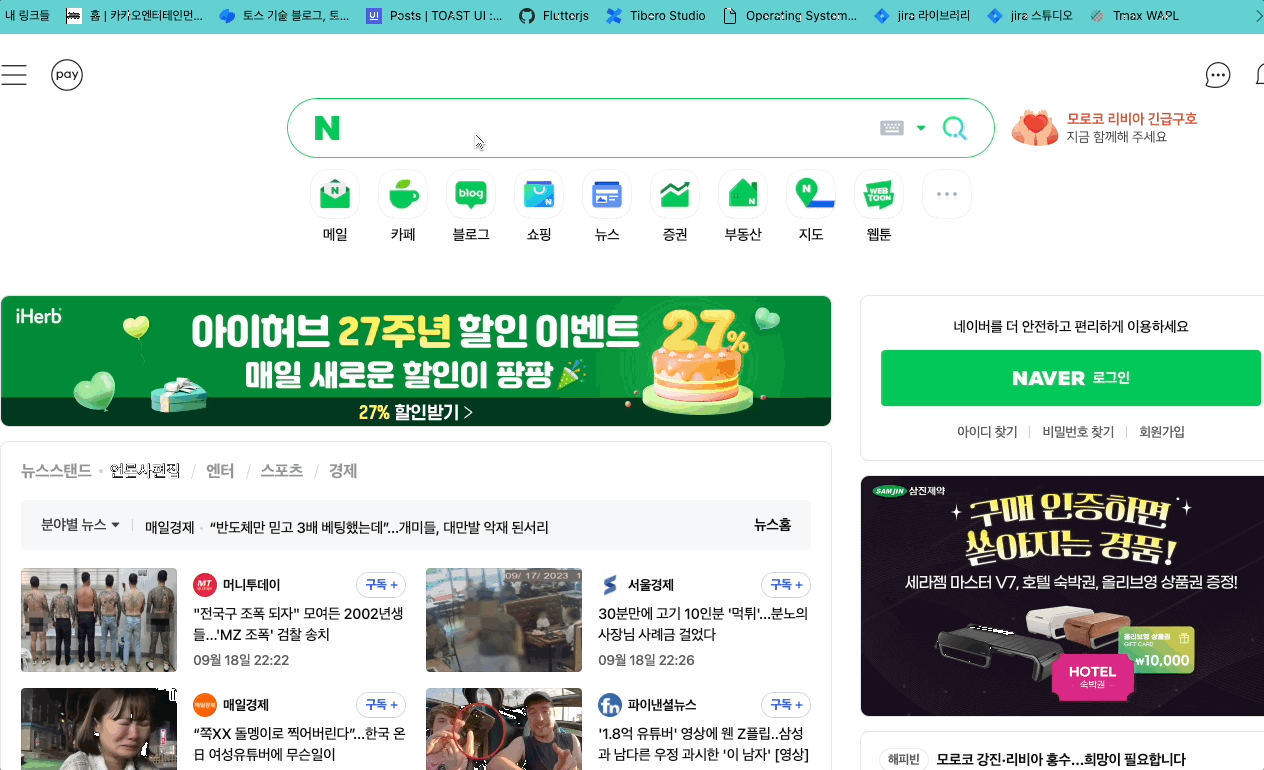 내 링크들 홈 | 카카오엔터테인먼... 토스 기술 블로그, 토... Posts | TOAST UI :... Flutterjs Tibero Studio Operating System... jira 라이브러리 jira 스튜디오 Tmax WAPL
pay
N
모로코 리비아 긴급구호
지금 함께해 주세요
N blog N N N WEB TOON
메일 카페 블로그 쇼핑 뉴스 증권 부동산 지도 웹툰
iHerb
아이허브 27주년 할인 이벤트
매일 새로운 할인이 팡팡
27% 할인받기 >
27%
네이버를 더 안전하고 편리하게 이용하세요
NAVER 로그인
아이디 찾기 비밀번호 찾기 회원가입
뉴스스탠드 · 언론사편집 / 엔터 / 스포츠 / 경제
분야별 뉴스 매일경제 · “반도체만 믿고 3배 베팅했는데”...개미들, 대만발 악재 된서리 뉴스홈
머니투데이 구독 +
"전국구 조폭 되자" 모여든 2002년생
들...'MZ 조폭' 검찰 송치
09월 18일 22:22
09/ 17/ 2023
서울경제 구독 +
30분만에 고기 10인분 '먹튀'...분노의
사장님 사례금 걸었다
09월 18일 22:26
매일경제 구독 +
“쪽XX 돌멩이로 찍어버린다”...한국 온
日 여성유튜버에 무슨일이
파이낸셜뉴스 구독 +
'1.8억 유튜버' 영상에 웬 Z플립..삼성
과 남다른 우정 과시한 '이 남자' [영상]
SAMJIN 삼진제약
구매 인증하면
쏟아지는 경품!
세라젬 마스터 V7, 호텔 숙박권, 올리브영 상품권 증정!
올리브영 상품권
GIFT CARD
₩10,000
HOTEL
숙박권
해피빈 모로코 강진·리비아 홍수...희망이 필요합니다